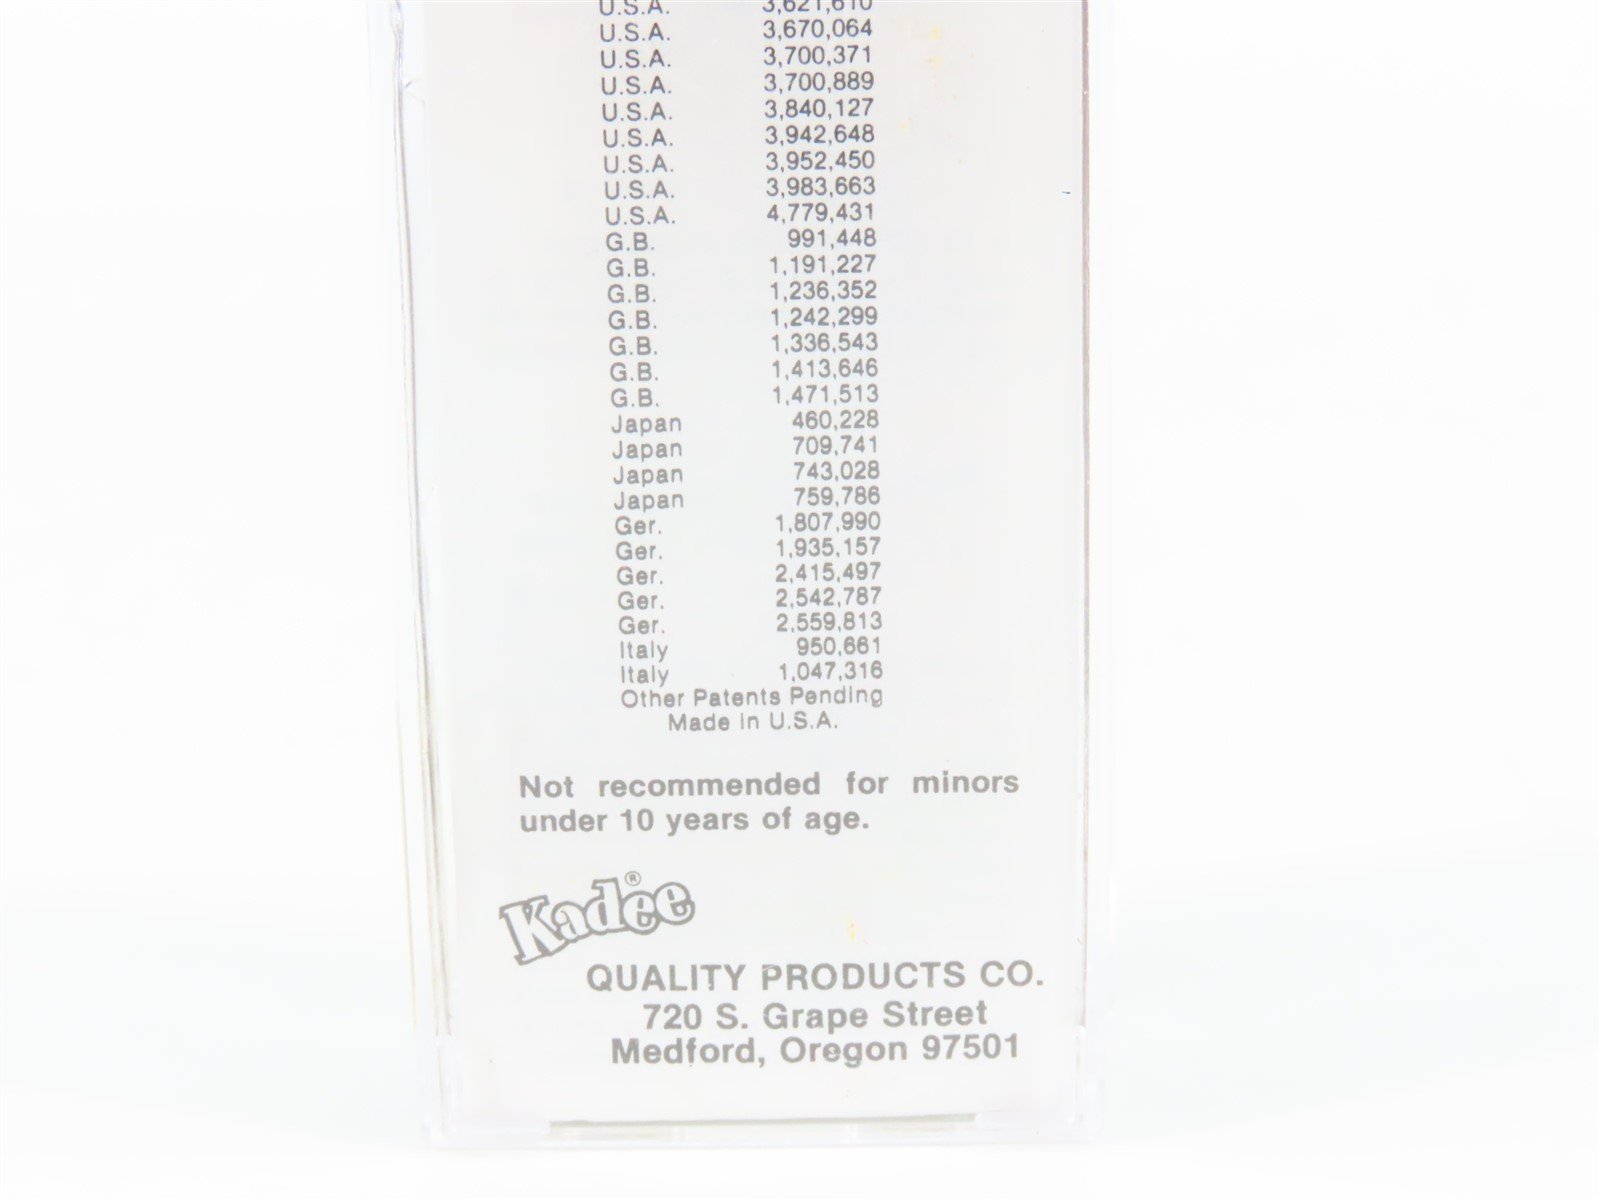 U.S.A. 3,621,610
U.S.A. 3,670,064
U.S.A. 3,700,371
U.S.A. 3,700,889
U.S.A. 3,840,127
U.S.A. 3,942,648
U.S.A. 3,952,450
U.S.A. 3,983,663
U.S.A. 4,779,431
G.B. 991,448
G.B. 1,191,227
G.B. 1,236,352
G.B. 1,242,299
G.B. 1,336,543
G.B. 1,413,646
G.B. 1,471,513
Japan 460,228
Japan 709,741
Japan 743,028
Japan 759,786
Ger. 1,807,990
Ger. 1,935,157
Ger. 2,415,497
Ger. 2,542,787
Ger. 2,559,813
Italy 950,661
Italy 1,047,316
Other Patents Pending
Made in U.S.A.
Not recommended for minors
under 10 years of age.
Kadee®
QUALITY PRODUCTS CO.
720 S. Grape Street
Medford, Oregon 97501